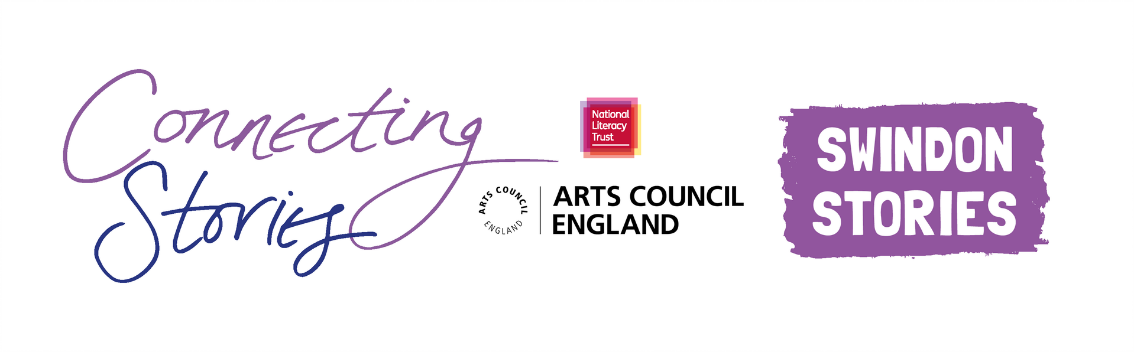 Connecting
Stories
National
Literacy
Trust
ARTS COUNCIL
ENGLAND
ARTS COUNCIL
ENGLAND
SWINDON
STORIES